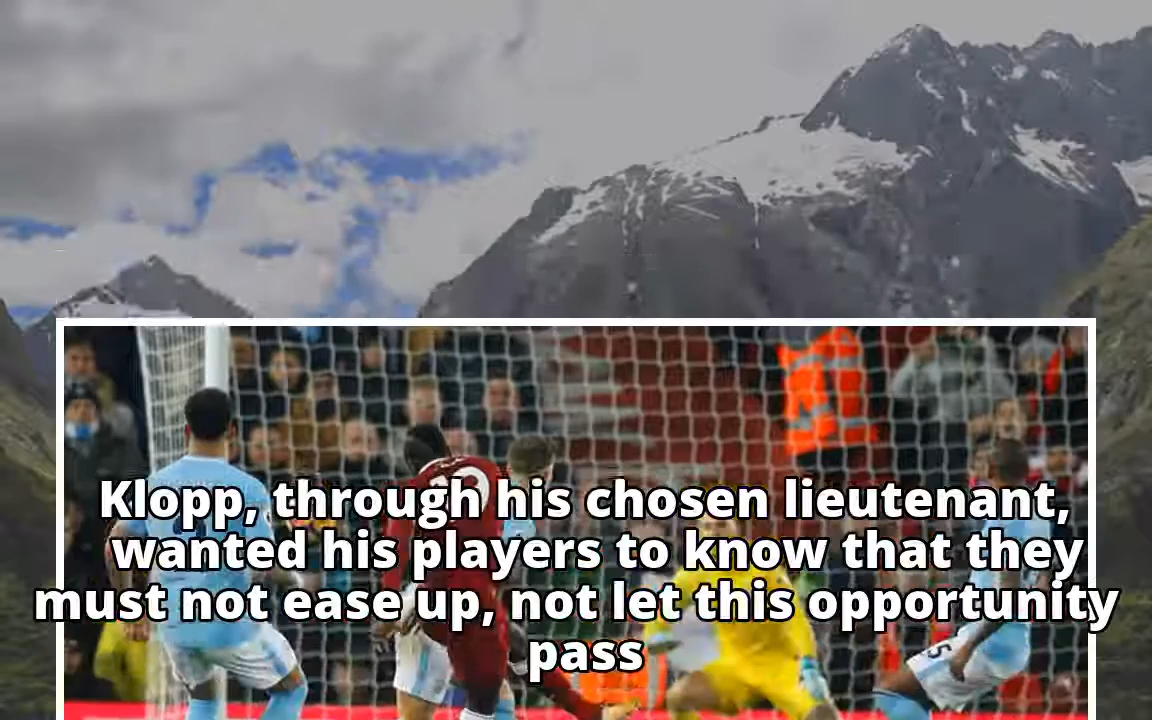 Klopp, through his chosen lieutenant,
wanted his players to know that they
must not ease up, not let this opportunity
pass